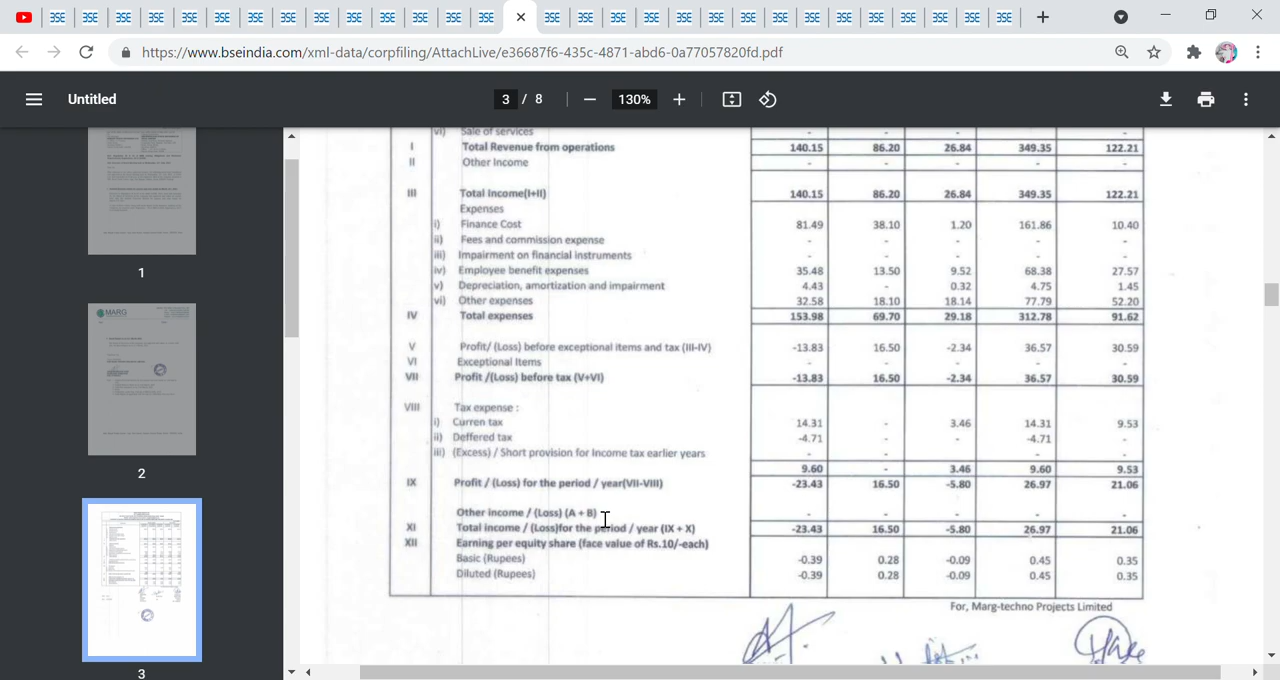 https://www.bseindia.com/xml-data/corpfiling/AttachLive/e36687f6-435c-4871-abd6-0a77057820fd.pdf
Untitled
3 / 8
130%
1
MARG
2
3
vi) Sale of services - - - - -
I Total Revenue from operations 140.15 86.20 26.84 349.35 122.21
II Other Income - - - - -
III Total Income(I+II) 140.15 86.20 26.84 349.35 122.21
Expenses
i) Finance Cost 81.49 38.10 1.20 161.86 10.40
ii) Fees and commission expense - - - - -
iii) Impairment on financial instruments - - - - -
iv) Employee benefit expenses 35.48 13.50 9.52 68.38 27.57
v) Depreciation, amortization and impairment 4.43 - 0.32 4.75 1.45
vi) Other expenses 32.58 18.10 18.14 77.79 52.20
IV Total expenses 153.98 69.70 29.18 312.78 91.62
V Profit/ (Loss) before exceptional items and tax (III-IV) -13.83 16.50 -2.34 36.57 30.59
VI Exceptional Items - - - - -
VII Profit /(Loss) before tax (V+VI) -13.83 16.50 -2.34 36.57 30.59
VIII Tax expense :
i) Curren tax 14.31 - 3.46 14.31 9.53
ii) Deffered tax -4.71 - - -4.71 -
iii) (Excess) / Short provision for Income tax earlier years - - - - -
9.60 - 3.46 9.60 9.53
IX Profit / (Loss) for the period / year(VII-VIII) -23.43 16.50 -5.80 26.97 21.06
Other income / (Loss) (A + B) - - - - -
XI Total income / (Loss)for the period / year (IX + X) -23.43 16.50 -5.80 26.97 21.06
XII Earning per equity share (face value of Rs.10/-each)
Basic (Rupees) -0.39 0.28 -0.09 0.45 0.35
Diluted (Rupees) -0.39 0.28 -0.09 0.45 0.35
For, Marg-techno Projects Limited